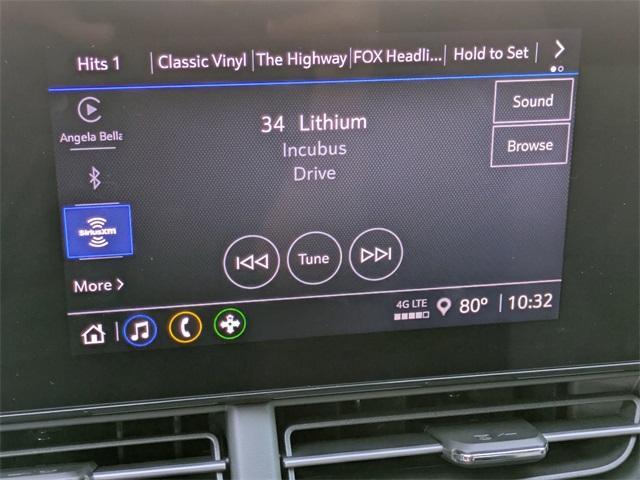 Hits 1 Classic Vinyl The Highway FOX Headli... Hold to Set
Angela Bella
34 Lithium
Incubus
Drive
Sound
Browse
SiriusXM
Tune
More
4G LTE
80° 10:32